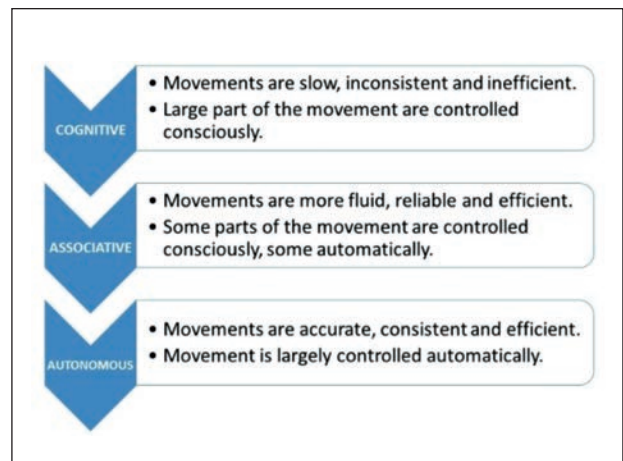 COGNITIVE
• Movements are slow, inconsistent and inefficient.
• Large part of the movement are controlled
consciously.
ASSOCIATIVE
• Movements are more fluid, reliable and efficient.
• Some parts of the movement are controlled
consciously, some automatically.
AUTONOMOUS
• Movements are accurate, consistent and efficient.
• Movement is largely controlled automatically.